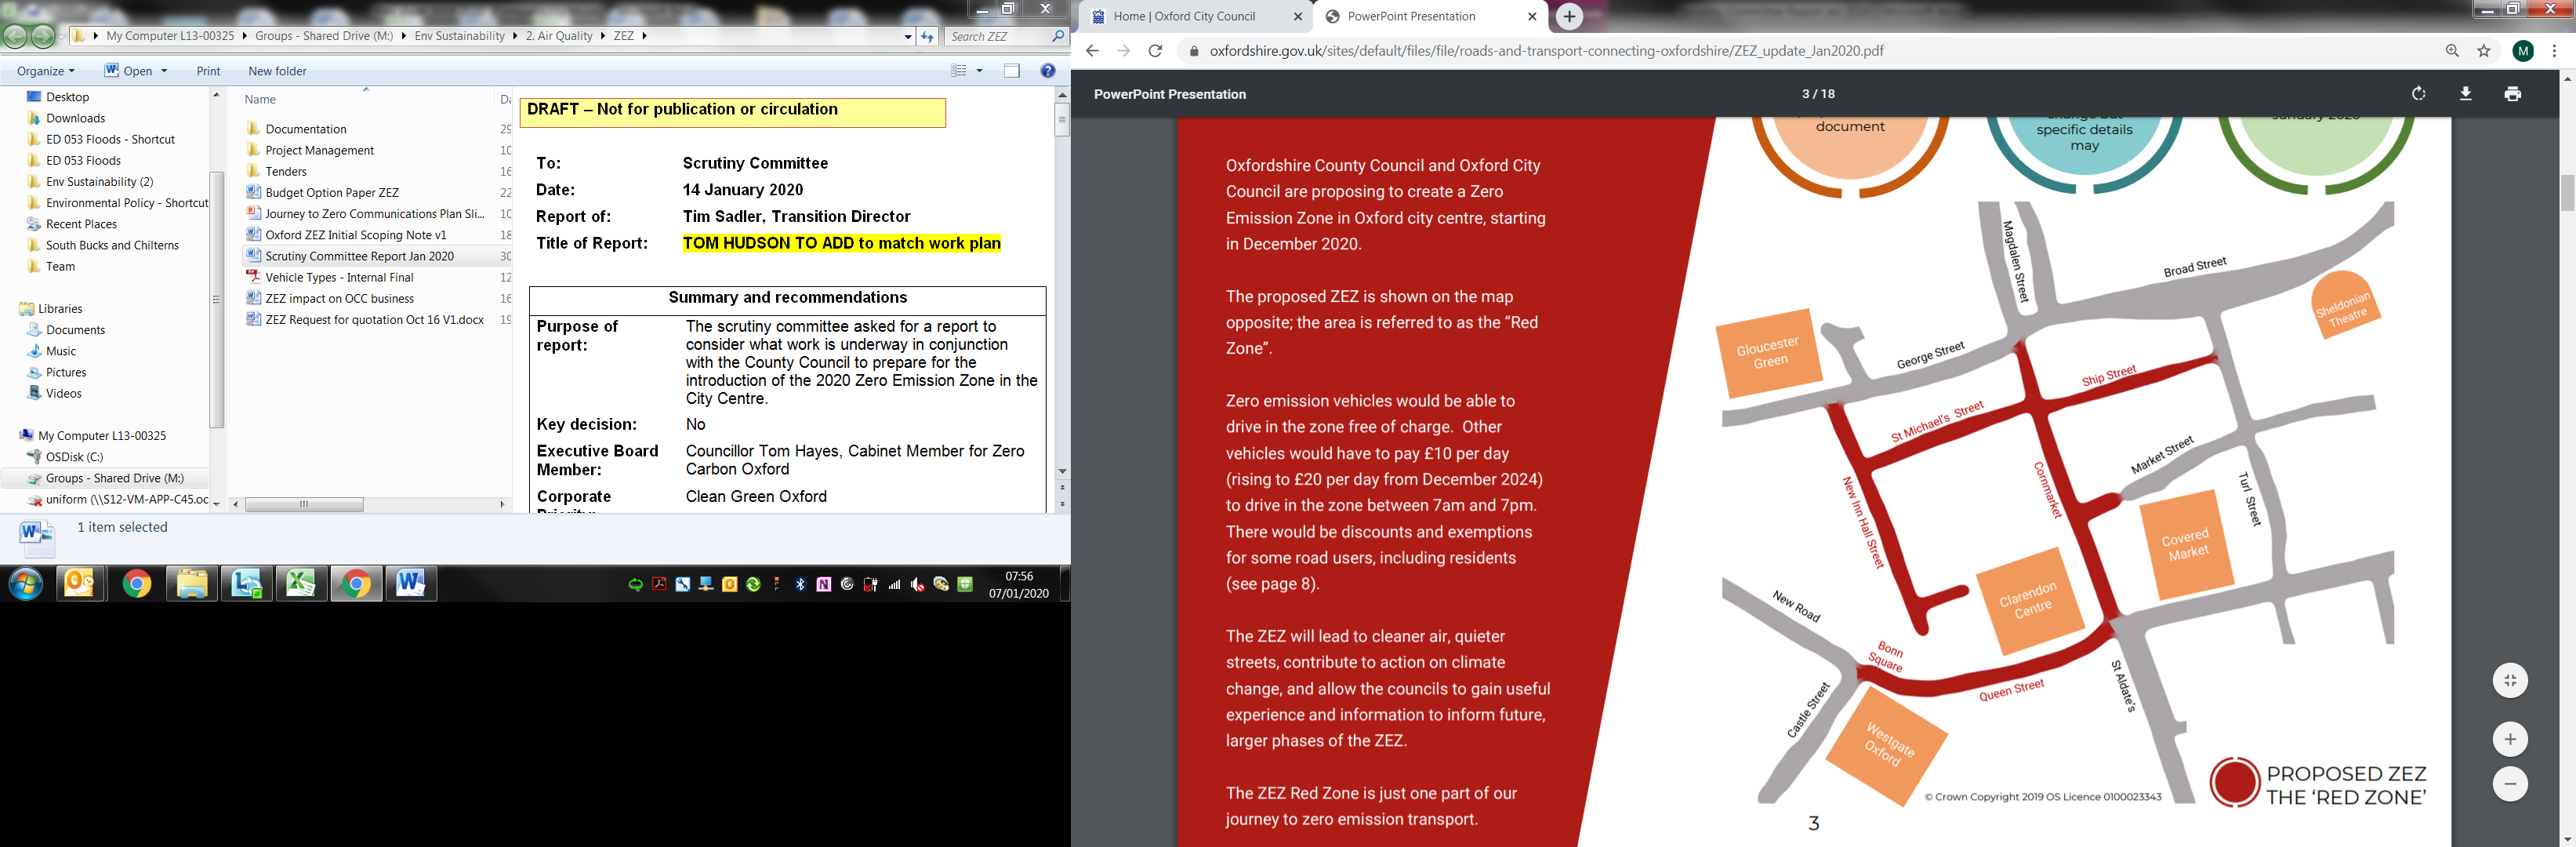 My Computer L13-00325 Groups - Shared Drive (M:) Env Sustainability 2. Air Quality ZEZ
Search ZEZ
Organize Open Print New folder
Desktop
Downloads
ED 053 Floods - Shortcut
ED 053 Floods
Env Sustainability (2)
Environmental Policy - Shortcut
Recent Places
South Bucks and Chilterns
Team
Libraries
Documents
Music
Pictures
Videos
My Computer L13-00325
OSDisk (C:)
Groups - Shared Drive (M:)
uniform (\\S12-VM-APP-C45.oc
Name
Documentation 29
Project Management 10
Tenders 16
Budget Option Paper ZEZ 22
Journey to Zero Communications Plan Sli... 10
Oxford ZEZ Initial Scoping Note v1 18
Scrutiny Committee Report Jan 2020 30
Vehicle Types - Internal Final 12
ZEZ impact on OCC business 16
ZEZ Request for quotation Oct 16 V1.docx 19
DRAFT – Not for publication or circulation
To: Scrutiny Committee
Date: 14 January 2020
Report of: Tim Sadler, Transition Director
Title of Report: TOM HUDSON TO ADD to match work plan
Summary and recommendations
Purpose of report: The scrutiny committee asked for a report to
consider what work is underway in conjunction
with the County Council to prepare for the
introduction of the 2020 Zero Emission Zone in the
City Centre.
Key decision: No
Executive Board Member: Councillor Tom Hayes, Cabinet Member for Zero
Carbon Oxford
Corporate Clean Green Oxford
1 item selected
07:56
07/01/2020
Home | Oxford City Council
PowerPoint Presentation
oxfordshire.gov.uk/sites/default/files/file/roads-and-transport-connecting-oxfordshire/ZEZ_update_Jan2020.pdf
M
PowerPoint Presentation
3 / 18
document
specific details
may
Oxfordshire County Council and Oxford City
Council are proposing to create a Zero
Emission Zone in Oxford city centre, starting
in December 2020.
The proposed ZEZ is shown on the map
opposite; the area is referred to as the “Red
Zone”.
Zero emission vehicles would be able to
drive in the zone free of charge. Other
vehicles would have to pay £10 per day
(rising to £20 per day from December 2024)
to drive in the zone between 7am and 7pm.
There would be discounts and exemptions
for some road users, including residents
(see page 8).
The ZEZ will lead to cleaner air, quieter
streets, contribute to action on climate
change, and allow the councils to gain useful
experience and information to inform future,
larger phases of the ZEZ.
The ZEZ Red Zone is just one part of our
journey to zero emission transport.
Magdalen Street
Broad Street
Sheldonian
Theatre
Gloucester
Green
George Street
Ship Street
St Michael's Street
Market Street
Cornmarket
New Inn Hall Street
Turl Street
Covered
Market
Clarendon
Centre
New Road
Bonn
Square
Queen Street
St Aldate's
Castle Street
Westgate
Oxford
© Crown Copyright 2019 OS Licence 0100023343
PROPOSED ZEZ
THE ‘RED ZONE’
3